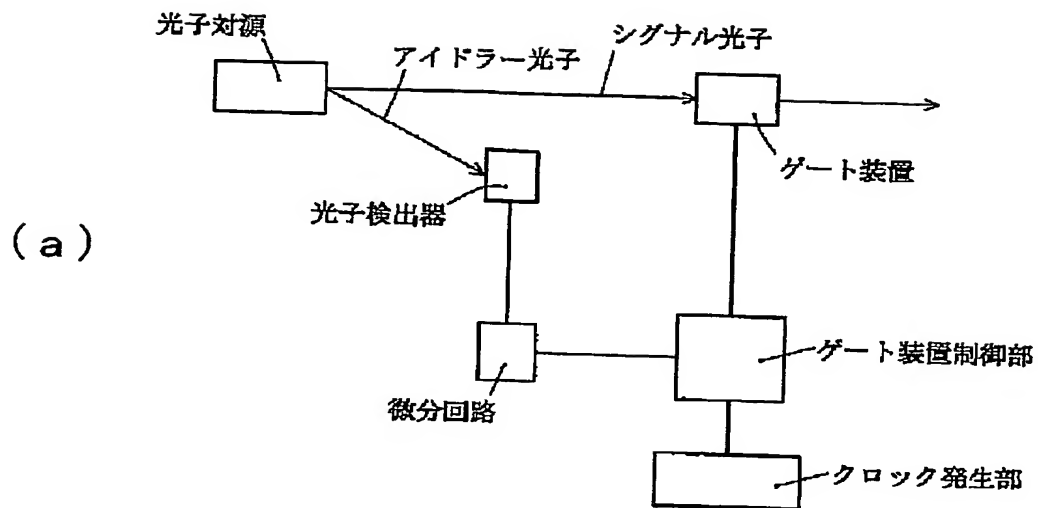 光子対源
シグナル光子
アイドラー光子
ゲート装置
光子検出器
(a)
ゲート装置制御部
微分回路
クロック発生部